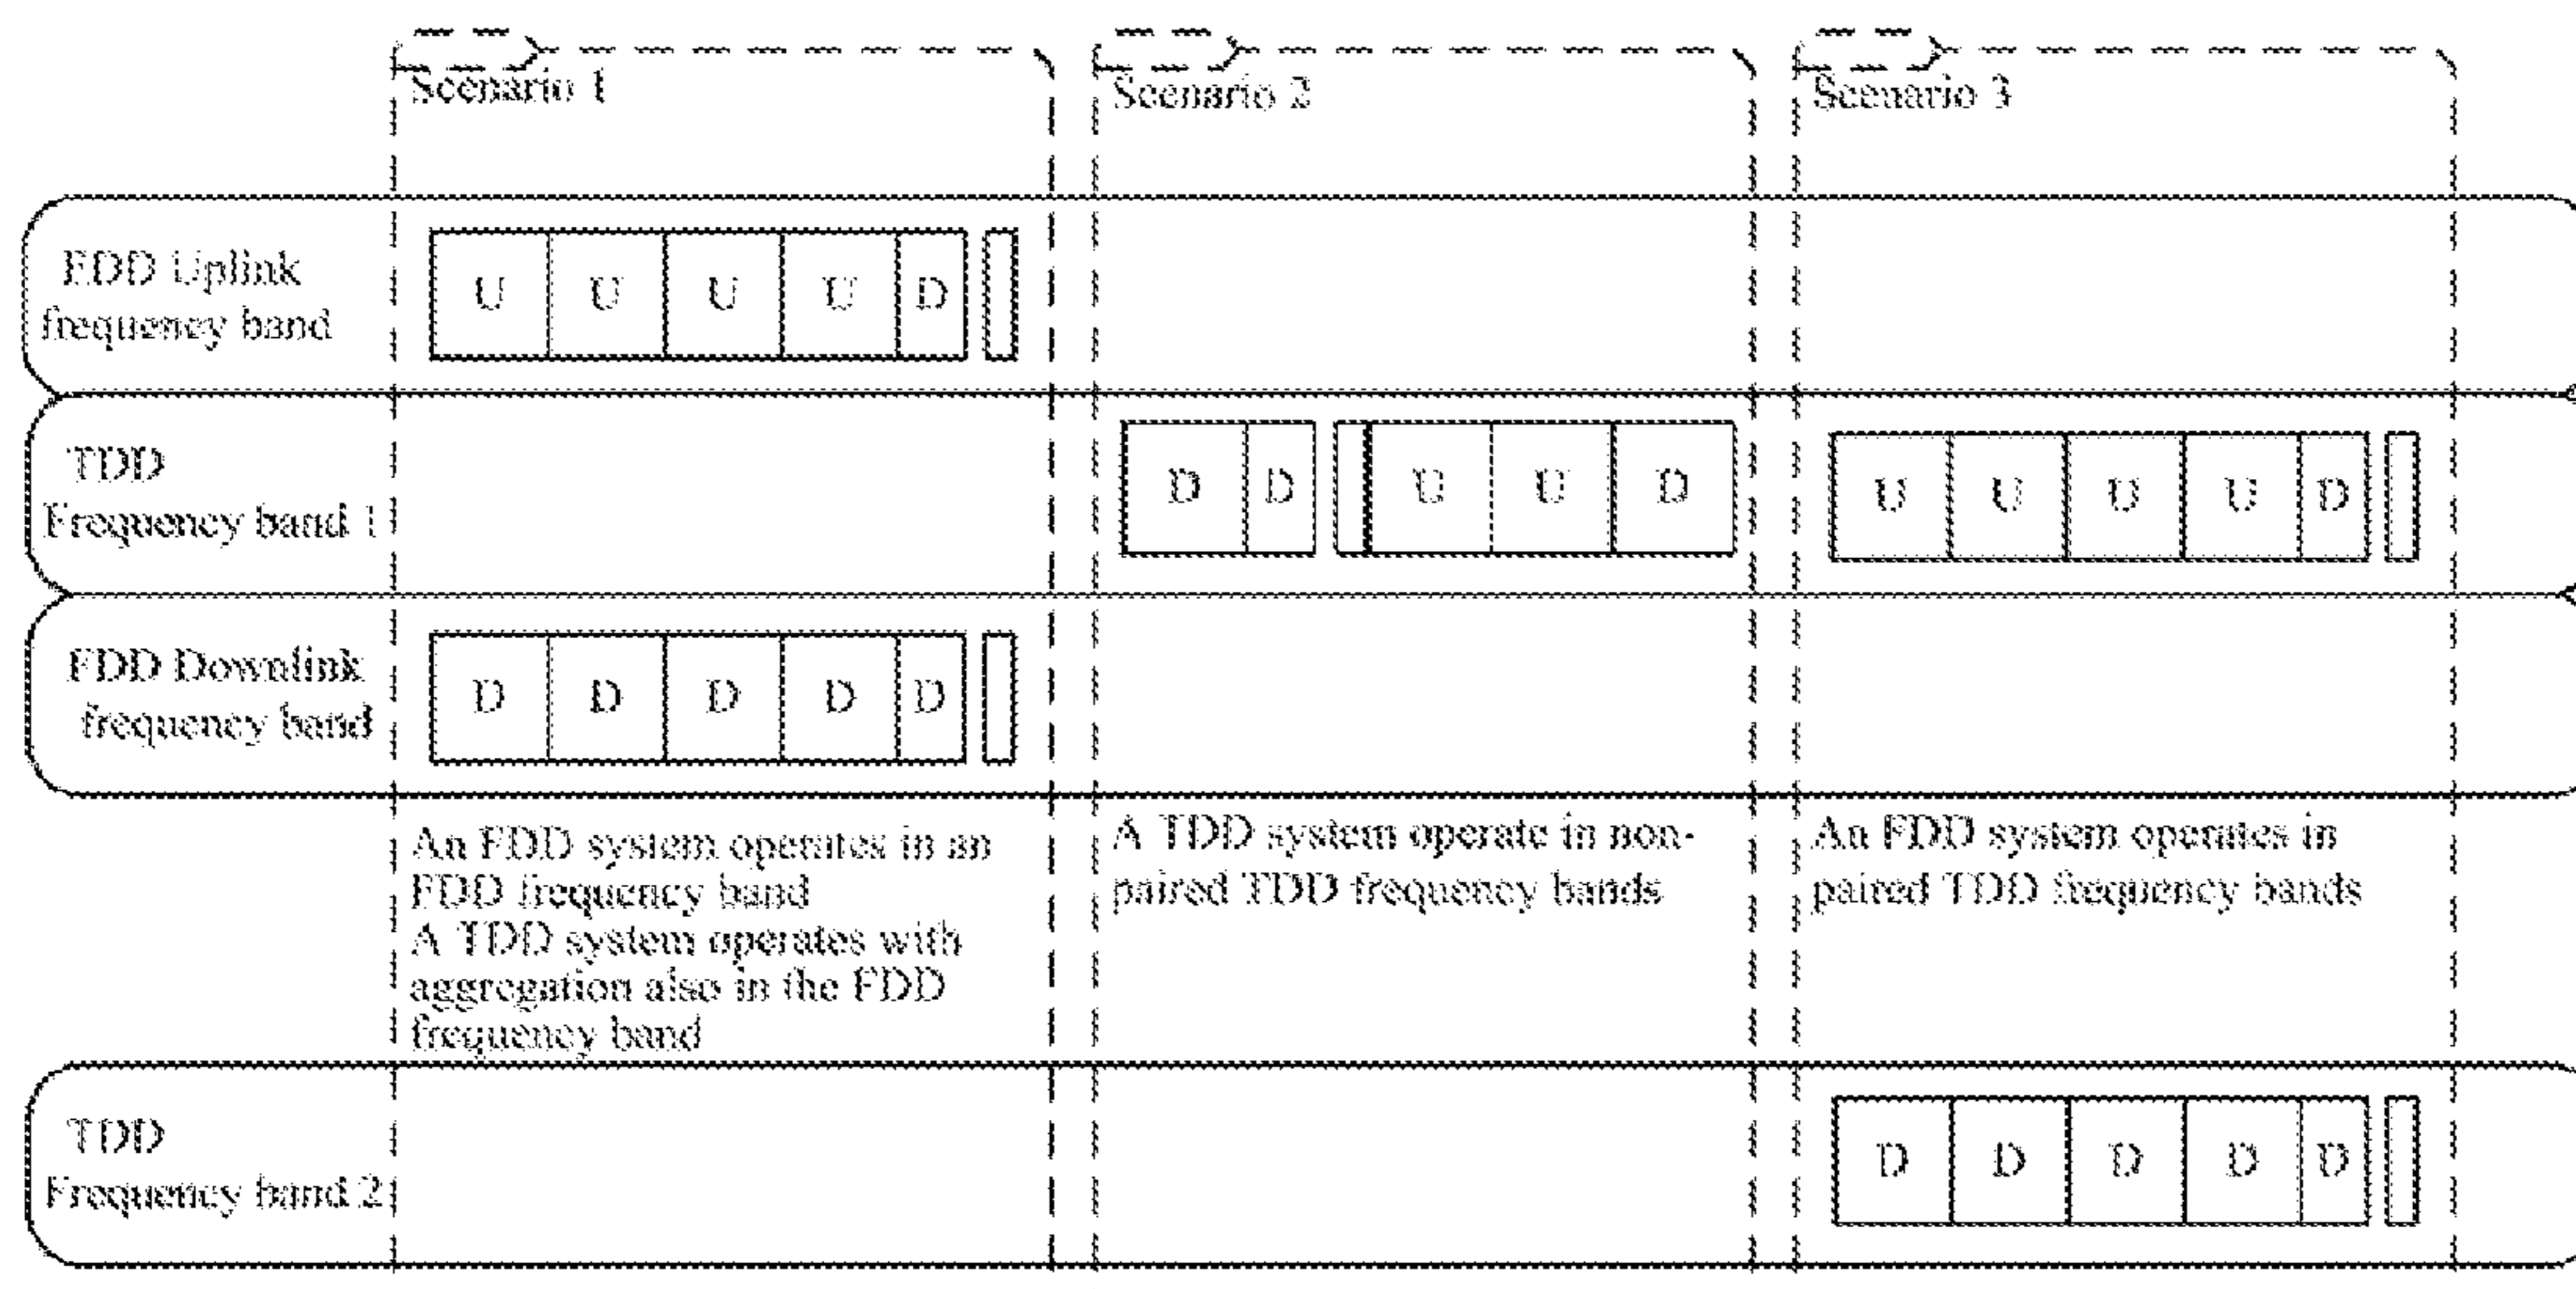 Scenario 1
Scenario 2
Scenario 3
FDD Uplink
frequency band
U U U U D
TDD
Frequency band 1
D D U U D
U U U U D
FDD Downlink
frequency band
D D D D D
An FDD system operates in an
FDD frequency band
A TDD system operates with
aggregation also in the FDD
frequency band
A TDD system operate in non-
paired TDD frequency bands
An FDD system operates in
paired TDD frequency bands
TDD
Frequency band 2
D D D D D